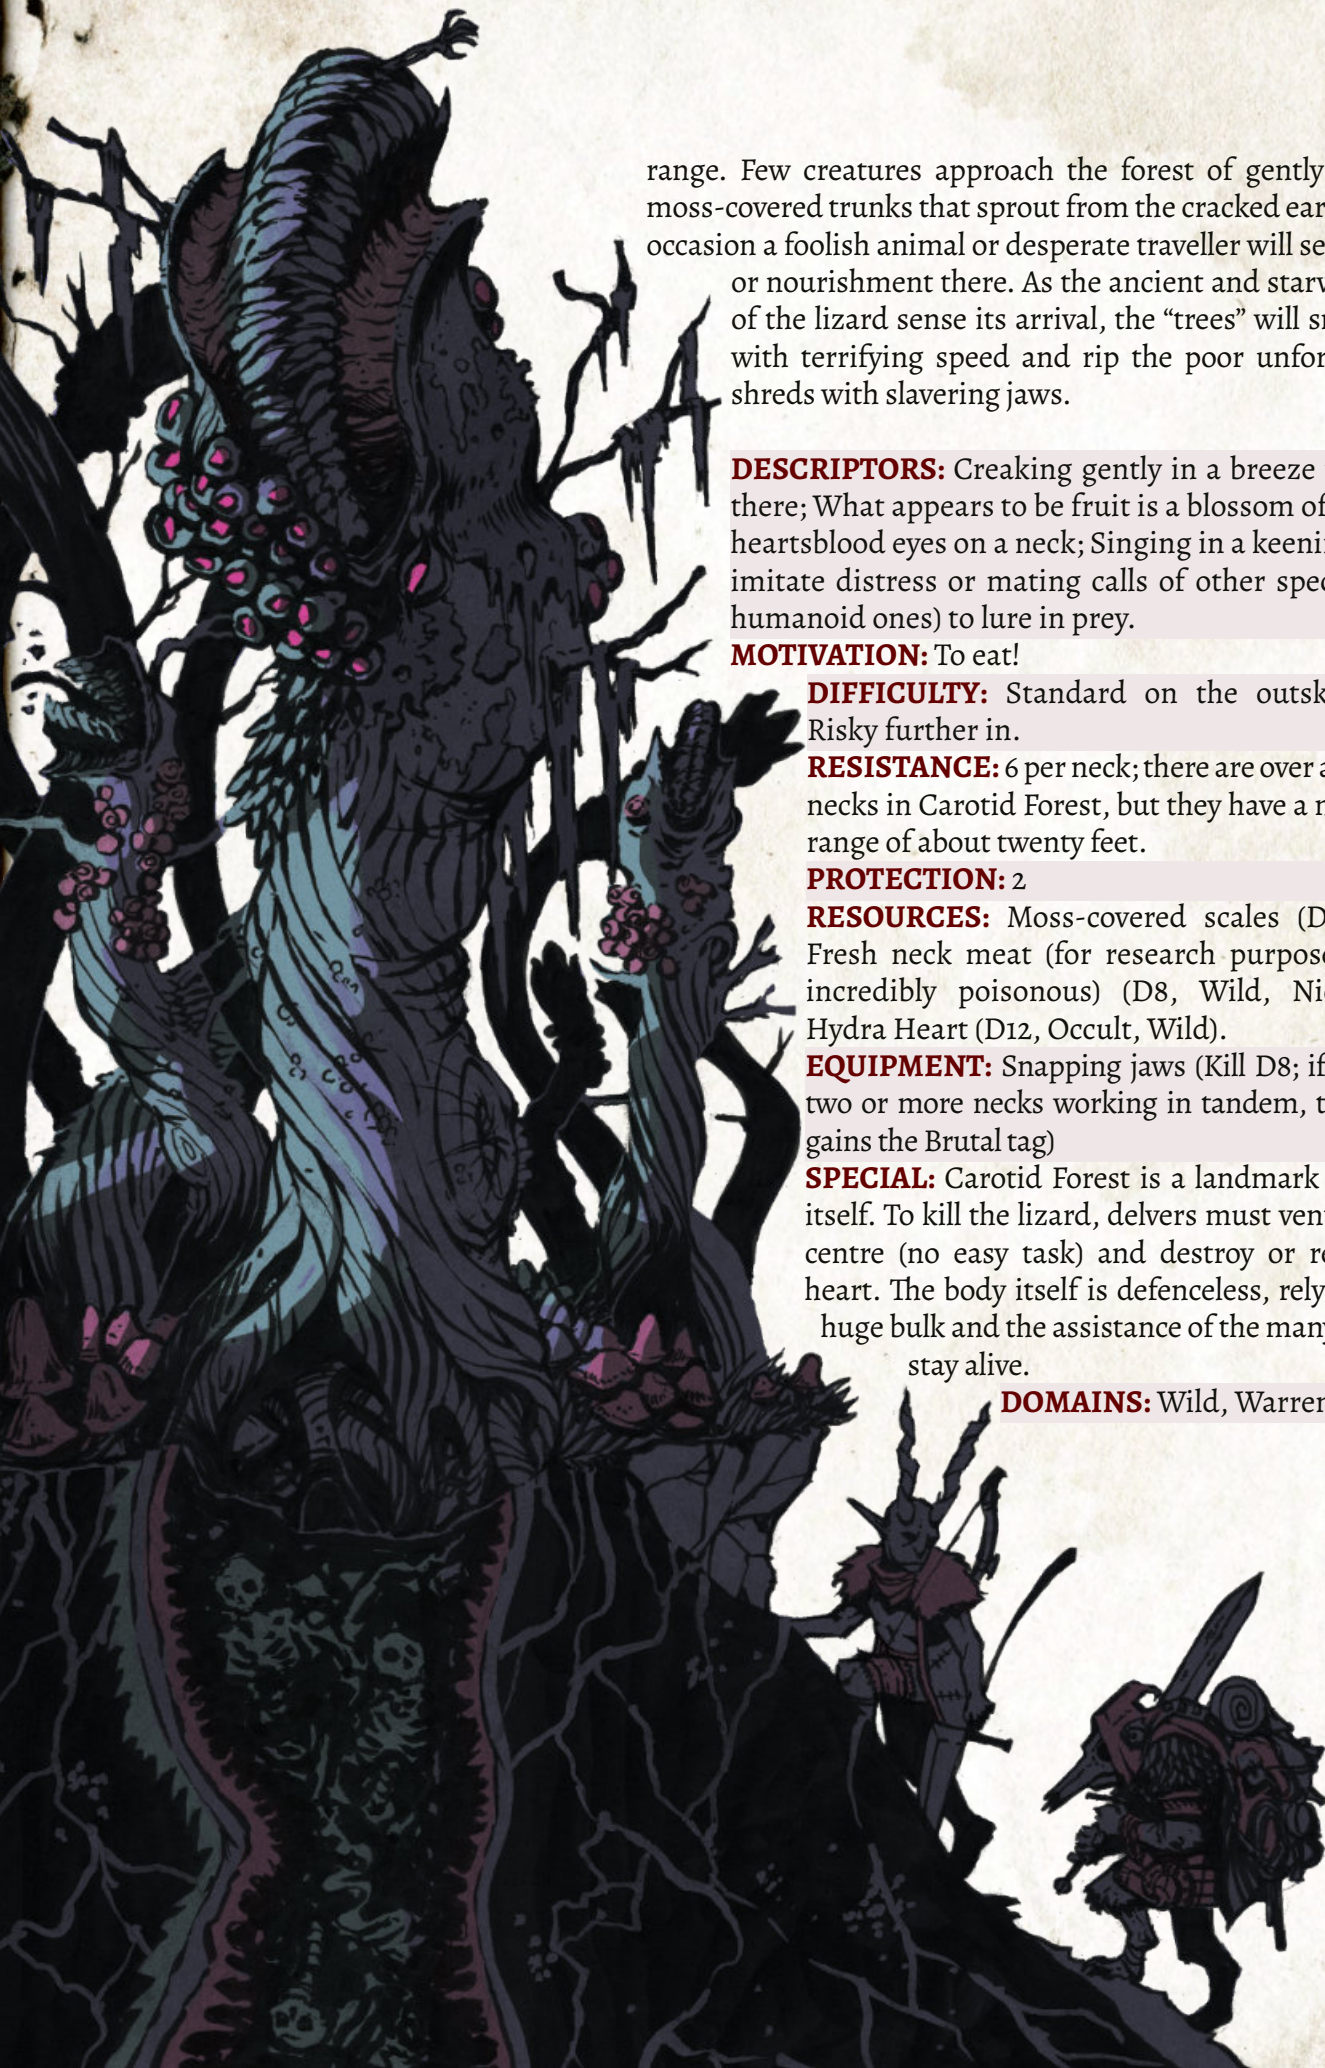 range. Few creatures approach the forest of gently
moss-covered trunks that sprout from the cracked ear
occasion a foolish animal or desperate traveller will se
or nourishment there. As the ancient and starv
of the lizard sense its arrival, the “trees” will sn
with terrifying speed and rip the poor unfor
shreds with slavering jaws.
DESCRIPTORS: Creaking gently in a breeze
there; What appears to be fruit is a blossom of
heartsblood eyes on a neck; Singing in a keenin
imitate distress or mating calls of other spec
humanoid ones) to lure in prey.
MOTIVATION: To eat!
DIFFICULTY: Standard on the outsk
Risky further in.
RESISTANCE: 6 per neck; there are over a
necks in Carotid Forest, but they have a
range of about twenty feet.
PROTECTION: 2
RESOURCES: Moss-covered scales (D
Fresh neck meat (for research purpose
incredibly poisonous) (D8, Wild, Ni
Hydra Heart (D12, Occult, Wild).
EQUIPMENT: Snapping jaws (Kill D8; if
two or more necks working in tandem, t
gains the Brutal tag)
SPECIAL: Carotid Forest is a landmark
itself. To kill the lizard, delvers must vent
centre (no easy task) and destroy or re
heart. The body itself is defenceless, rely
huge bulk and the assistance of the many
stay alive.
DOMAINS: Wild, Warren